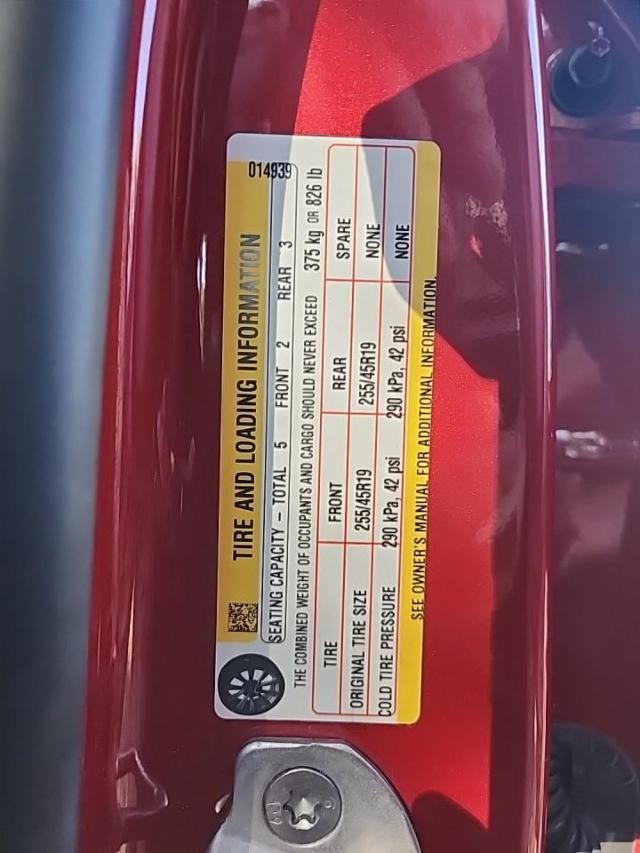 014939
TIRE AND LOADING INFORMATION
SEATING CAPACITY – TOTAL 5 FRONT 2 REAR 3
THE COMBINED WEIGHT OF OCCUPANTS AND CARGO SHOULD NEVER EXCEED 375 kg OR 826 lb
TIRE FRONT REAR SPARE
ORIGINAL TIRE SIZE 255/45R19 255/45R19 NONE
COLD TIRE PRESSURE 290 kPa, 42 psi 290 kPa, 42 psi NONE
SEE OWNER'S MANUAL FOR ADDITIONAL INFORMATION.